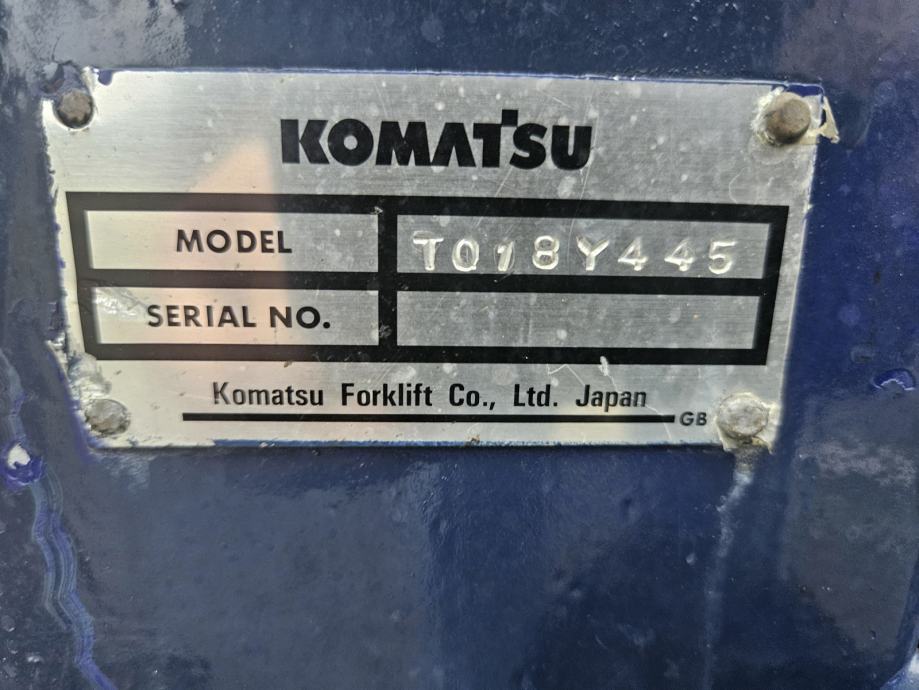 KOMATSU
MODEL T018Y445
SERIAL NO.
Komatsu Forklift Co., Ltd. Japan
GB